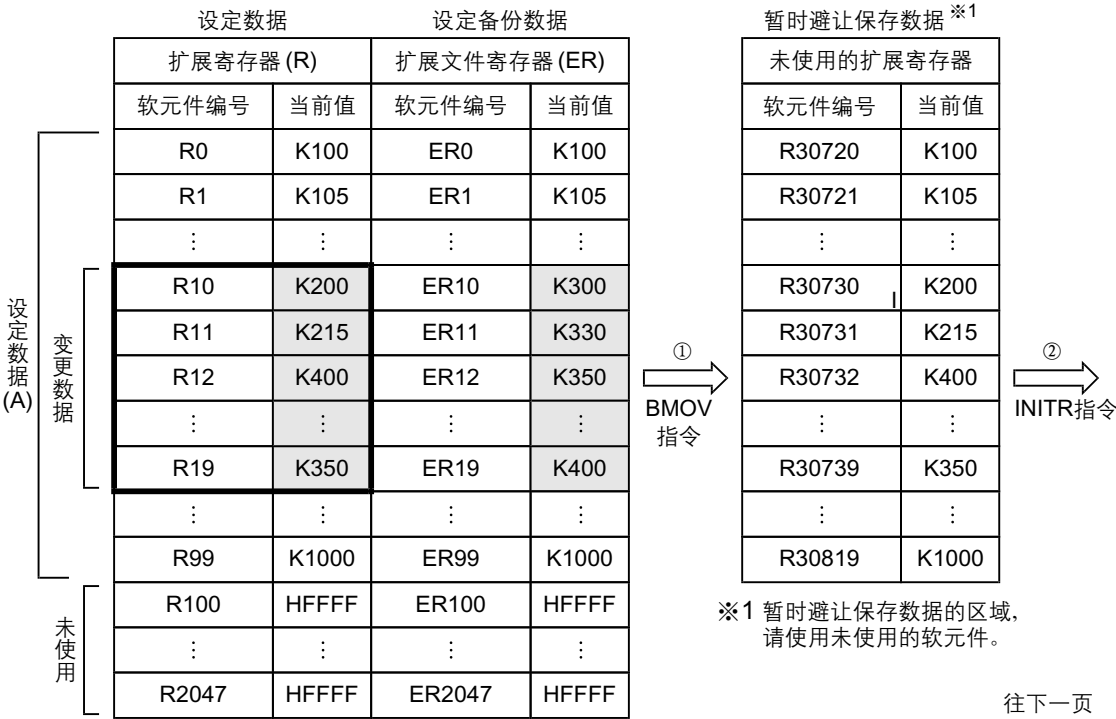 设定数据 设定备份数据 暂时避让保存数据 ※1
扩展寄存器(R) 扩展文件寄存器(ER) 未使用的扩展寄存器
软元件编号 当前值 软元件编号 当前值 软元件编号 当前值
R0 K100 ER0 K100 R30720 K100
R1 K105 ER1 K105 R30721 K105
⋮ ⋮ ⋮ ⋮ ⋮ ⋮
R10 K200 ER10 K300 R30730 K200
R11 K215 ER11 K330 R30731 K215
R12 K400 ER12 K350 R30732 K400
⋮ ⋮ ⋮ ⋮ ⋮ ⋮
R19 K350 ER19 K400 R30739 K350
⋮ ⋮ ⋮ ⋮ ⋮ ⋮
R99 K1000 ER99 K1000 R30819 K1000
R100 HFFFF ER100 HFFFF
⋮ ⋮ ⋮ ⋮
R2047 HFFFF ER2047 HFFFF
设定数据(A)
变更数据
未使用
①
BMOV
指令
②
INITR指令
※1 暂时避让保存数据的区域,
请使用未使用的软元件。
往下一页